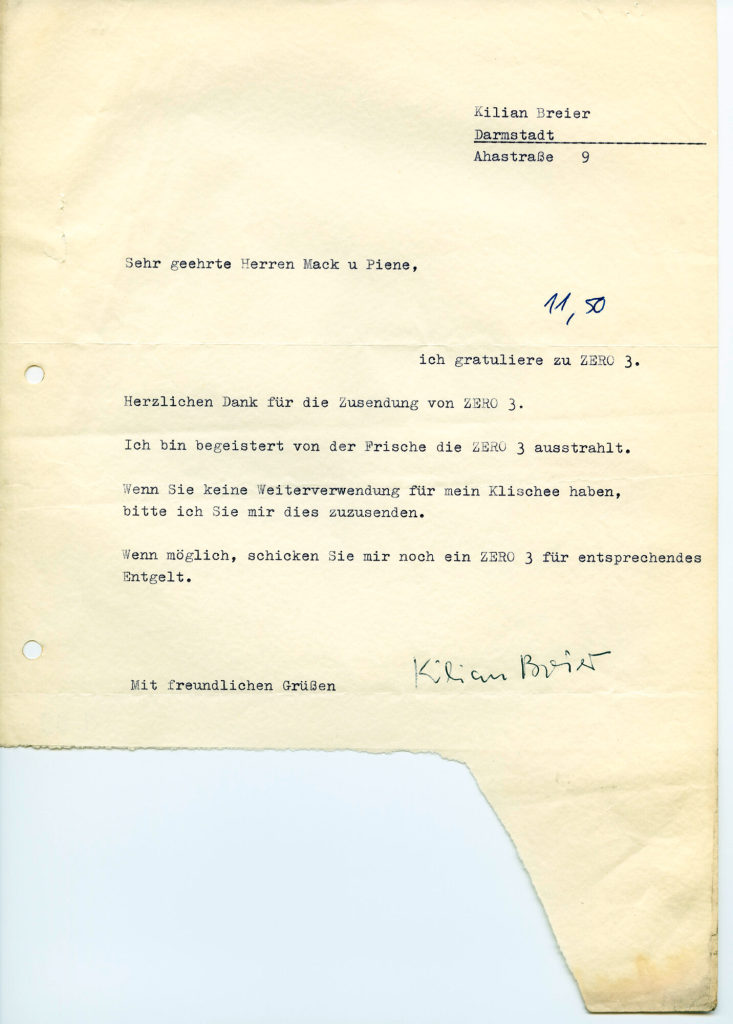 Kilian Breier
Darmstadt
Ahastraße 9
Sehr geehrte Herren Mack u Piene,
11,50
ich gratuliere zu ZERO 3.
Herzlichen Dank für die Zusendung von ZERO 3.
Ich bin begeistert von der Frische die ZERO 3 ausstrahlt.
Wenn Sie keine Weiterverwendung für mein Klischee haben,
bitte ich Sie mir dies zuzusenden.
Wenn möglich, schicken Sie mir noch ein ZERO 3 für entsprechendes
Entgelt.
Kilian Breier
Mit freundlichen Grüßen